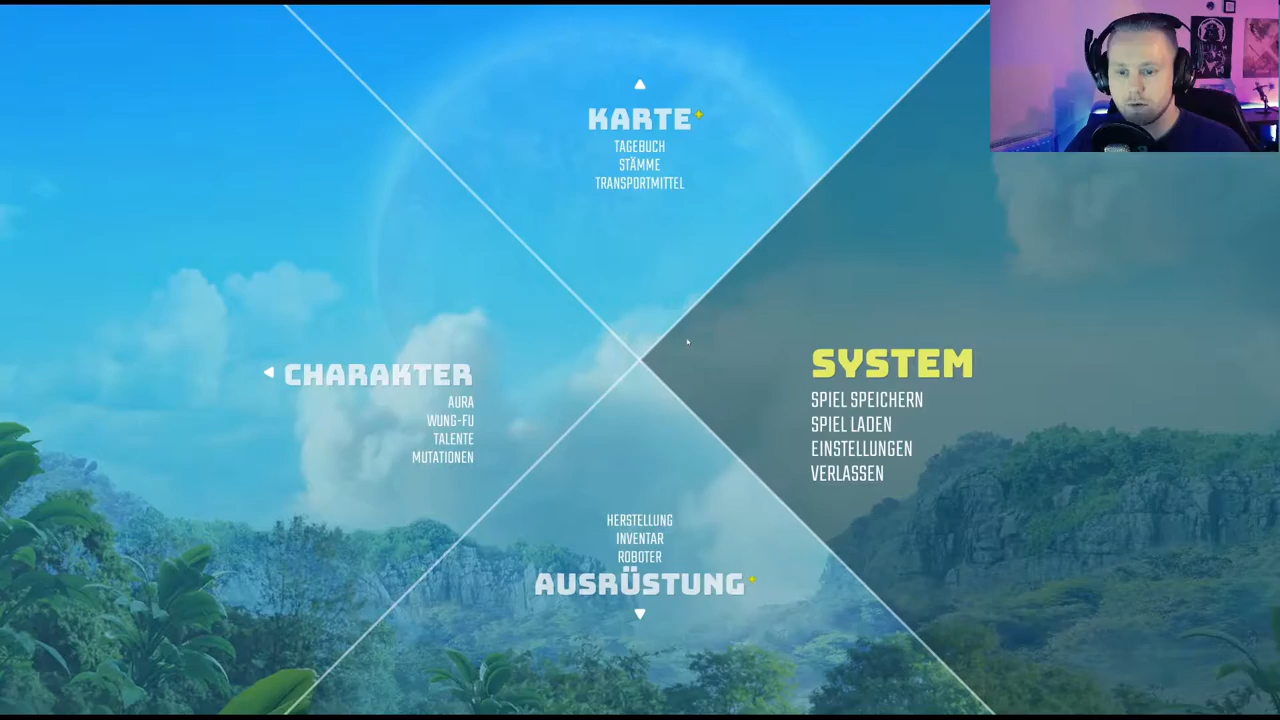 KARTE
TAGEBUCH
STÄMME
TRANSPORTMITTEL
CHARAKTER
AURA
WUNG-FU
TALENTE
MUTATIONEN
SYSTEM
SPIEL SPEICHERN
SPIEL LADEN
EINSTELLUNGEN
VERLASSEN
HERSTELLUNG
INVENTAR
ROBOTER
AUSRÜSTUNG